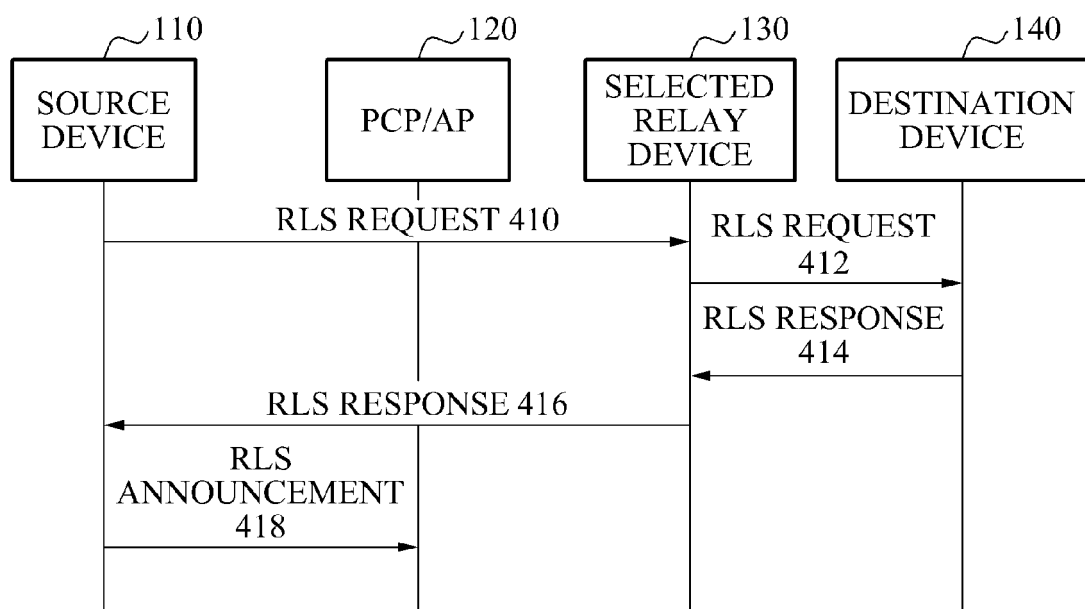 110
120
130
140
SOURCE
DEVICE
PCP/AP
SELECTED
RELAY
DEVICE
DESTINATION
DEVICE
RLS REQUEST 410
RLS REQUEST
412
RLS RESPONSE
414
RLS RESPONSE 416
RLS
ANNOUNCEMENT
418